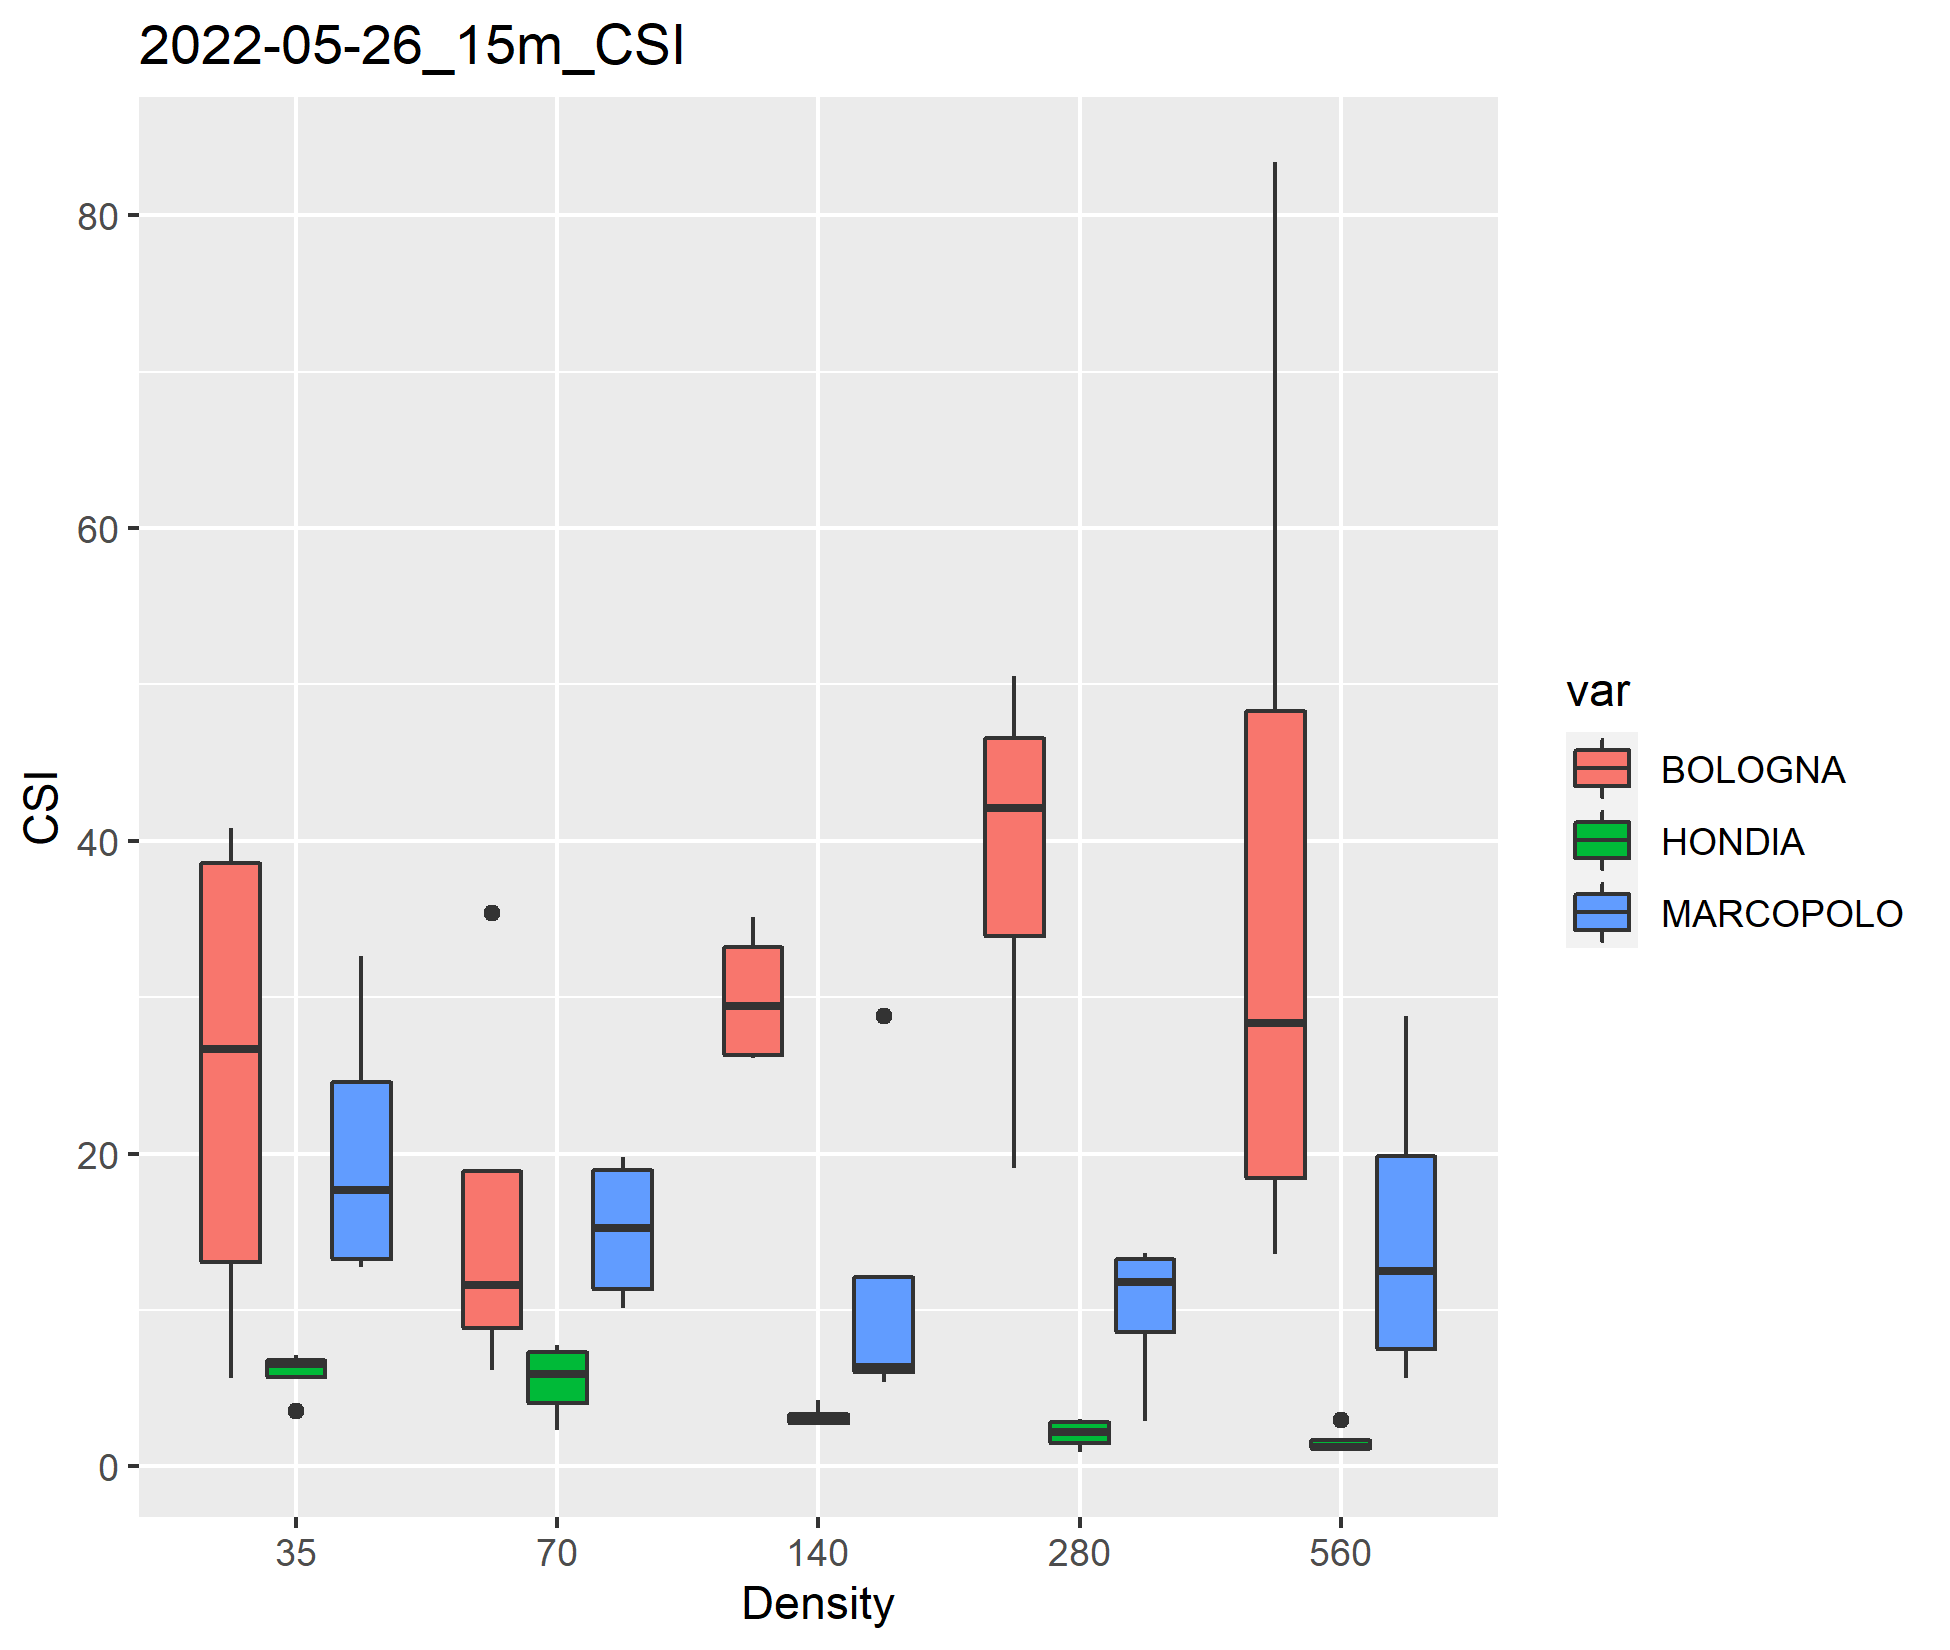 2022-05-26_15m_CSI
CSI
80
60
40
20
0
35 70 140 280 560
Density
var
BOLOGNA
HONDIA
MARCOPOLO